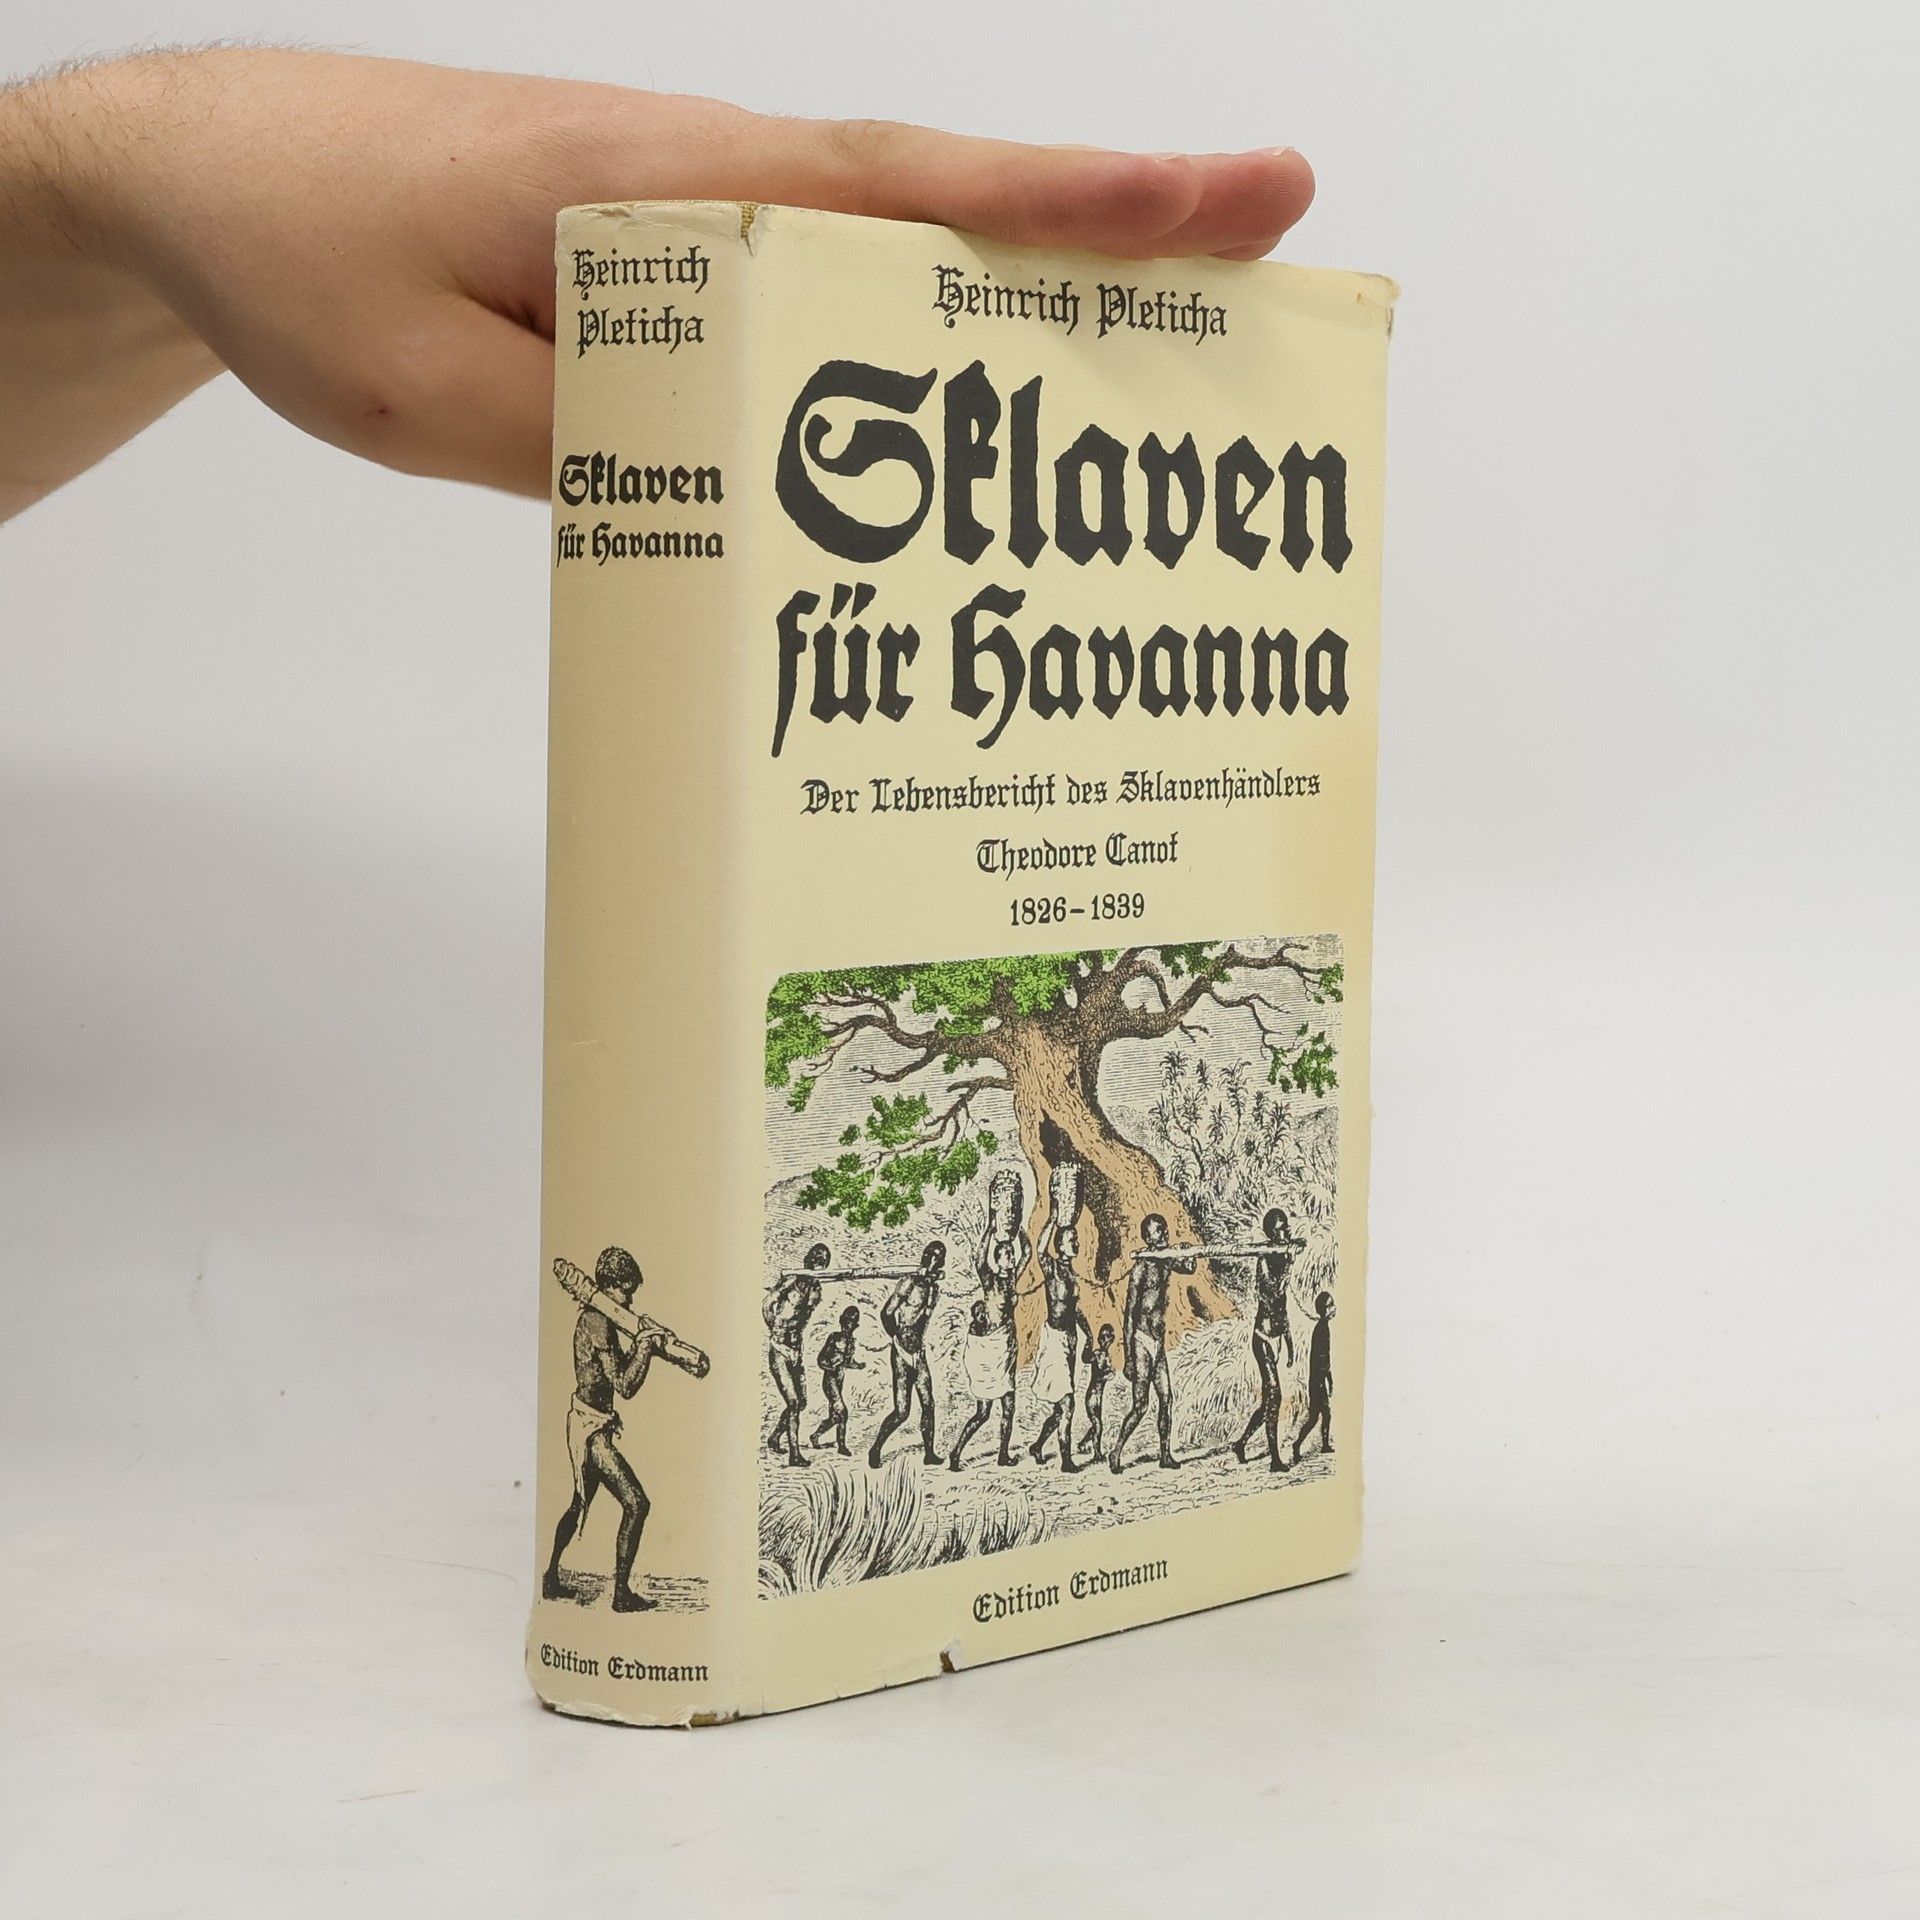 Heinrich
Pleticha
Sklaven
für Havanna
Edition Erdmann
Heinrich Pleticha
Sklaven
für Havanna
Der Lebensbericht des Sklavenhändlers
Theodore Canot
1826-1839
Edition Erdmann